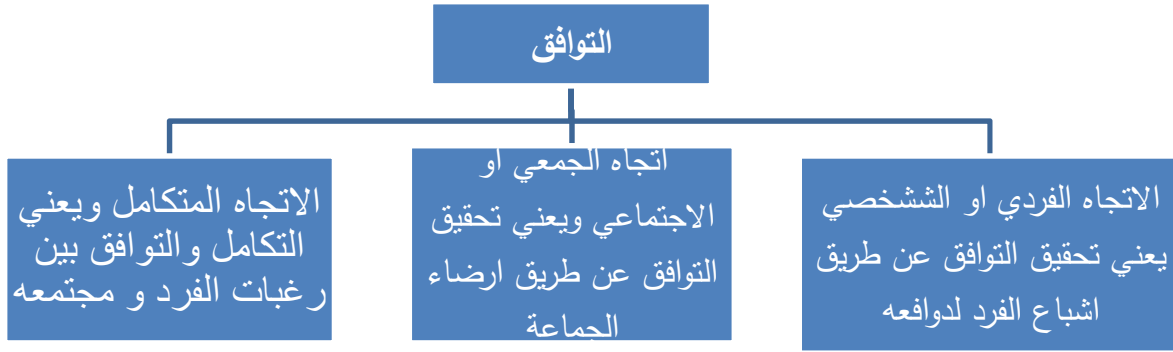 التوافق
الاتجاه الفردي او الششخصي
يعني تحقيق التوافق عن طريق
اشباع الفرد لدوافعه
اتجاه الجمعي او
الاجتماعي ويعني تحقيق
التوافق عن طريق ارضاء
الجماعة
الاتجاه المتكامل ويعني
التكامل والتوافق بين
رغبات الفرد و مجتمعه